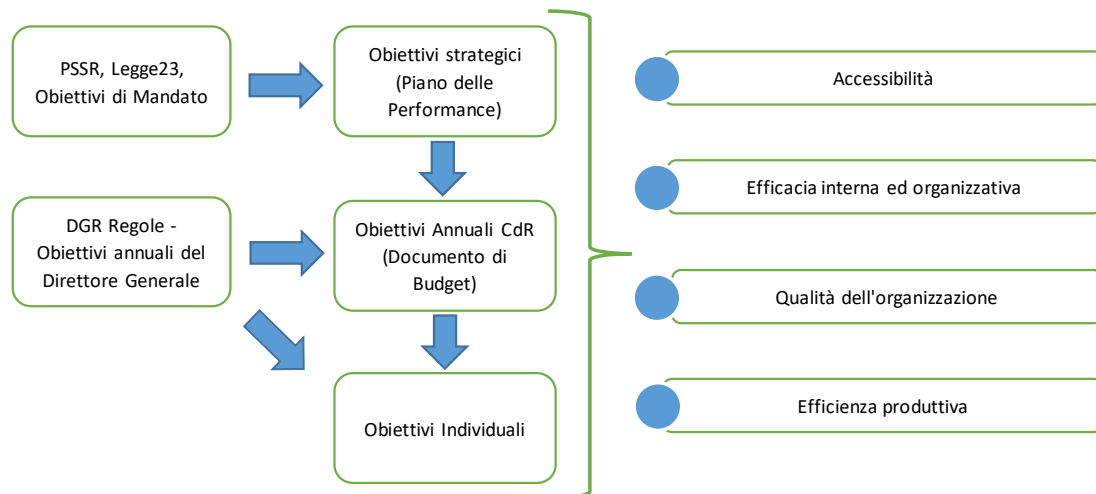 PSSR, Legge23,
Obiettivi di Mandato
Obiettivi strategici
(Piano delle
Performance)
DGR Regole -
Obiettivi annuali del
Direttore Generale
Obiettivi Annuali CdR
(Documento di
Budget)
Obiettivi Individuali
Accessibilità
Efficacia interna ed organizzativa
Qualità dell'organizzazione
Efficienza produttiva